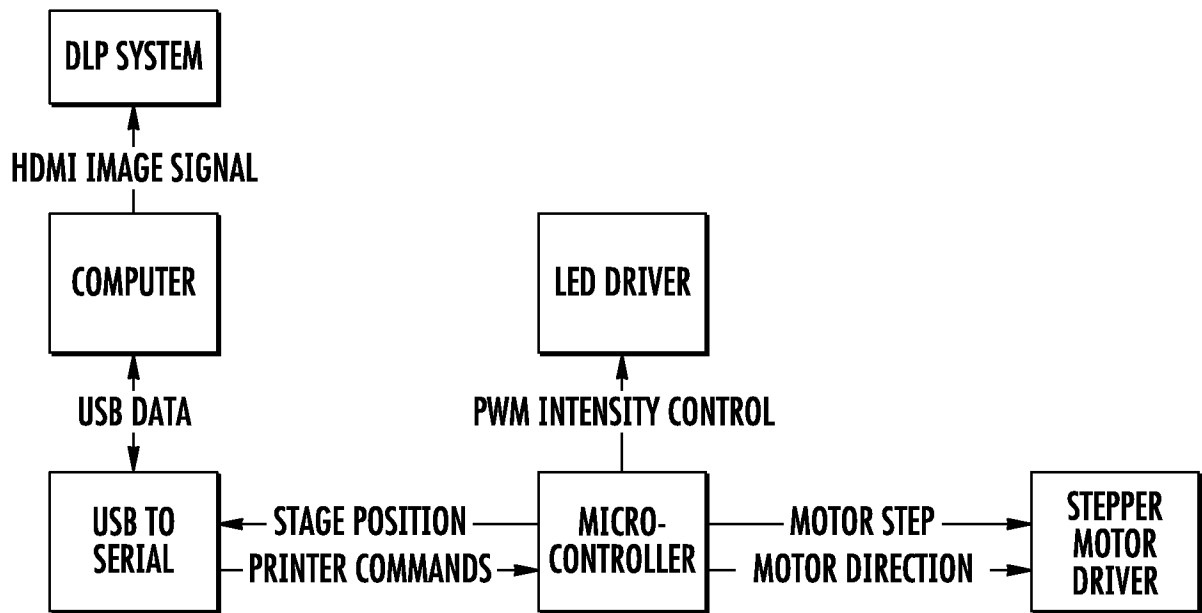 DLP SYSTEM
HDMI IMAGE SIGNAL
COMPUTER
LED DRIVER
USB DATA
PWM INTENSITY CONTROL
USB TO
SERIAL
STAGE POSITION
PRINTER COMMANDS
MICRO-
CONTROLLER
MOTOR STEP
MOTOR DIRECTION
STEPPER
MOTOR
DRIVER